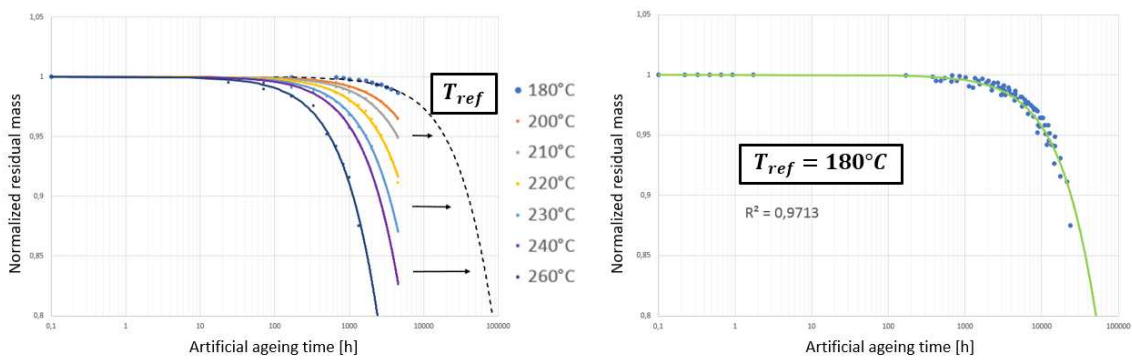 1,05
1
0,95
0,9
0,85
0,8
Normalized residual mass
0,1
1
10
100
1000
10000
100000
Artificial ageing time [h]
T_ref
180°C
200°C
210°C
220°C
230°C
240°C
260°C
1,05
1
0,95
0,9
0,85
0,8
Normalized residual mass
0,1
1
10
100
1000
10000
100000
Artificial ageing time [h]
T_ref = 180°C
R² = 0,9713